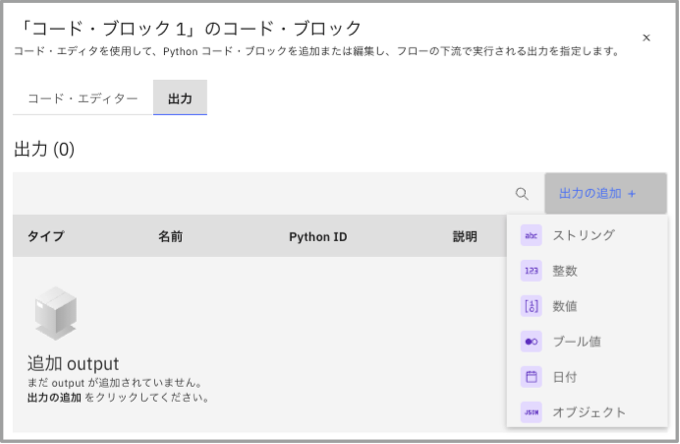 「コード・ブロック 1」のコード・ブロック
コード・エディタを使用して、Python コード・ブロックを追加または編集し、フローの下流で実行される出力を指定します。
コード・エディター 出力
出力 (0)
出力の追加 +
タイプ 名前 Python ID 説明
abc ストリング
123 整数
数値
ブール値
日付
JSON オブジェクト
追加 output
まだ output が追加されていません。
出力の追加 をクリックしてください。